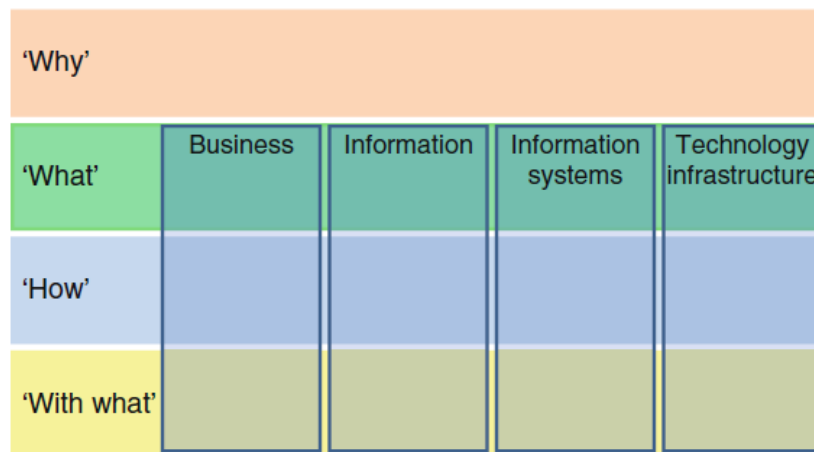 ‘Why’
‘What’
Business
Information
Information
systems
Technology
infrastructure
‘How’
‘With what’